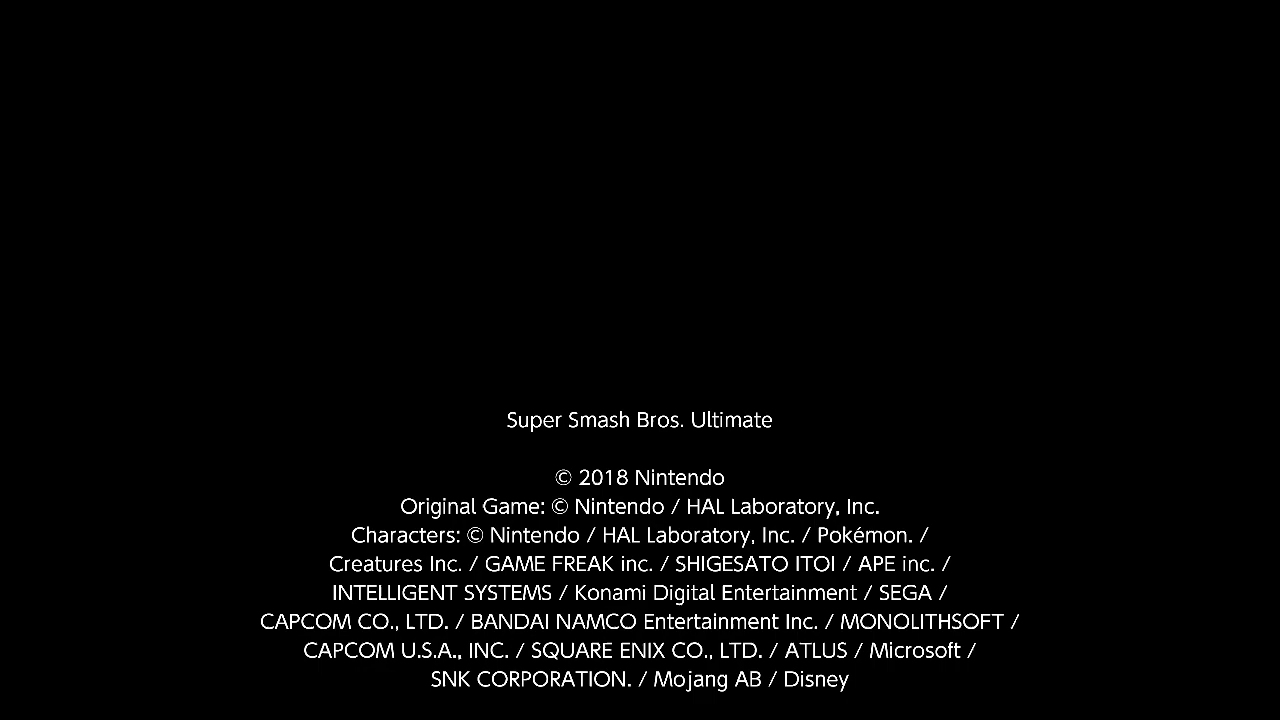 Super Smash Bros. Ultimate
© 2018 Nintendo
Original Game: © Nintendo / HAL Laboratory, Inc.
Characters: © Nintendo / HAL Laboratory, Inc. / Pokémon. /
Creatures Inc. / GAME FREAK inc. / SHIGESATO ITOI / APE inc. /
INTELLIGENT SYSTEMS / Konami Digital Entertainment / SEGA /
CAPCOM CO., LTD. / BANDAI NAMCO Entertainment Inc. / MONOLITHSOFT /
CAPCOM U.S.A., INC. / SQUARE ENIX CO., LTD. / ATLUS / Microsoft /
SNK CORPORATION. / Mojang AB / Disney